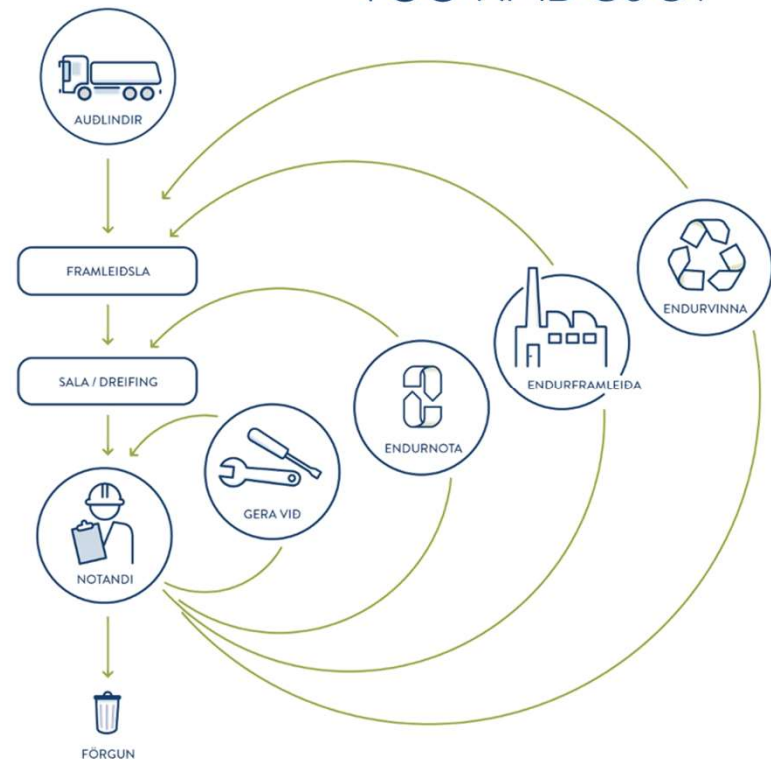 AUÐLINDIR
FRAMLEIÐSLA
ENDURVINNA
SALA / DREIFING
ENDURFRAMLEIÐA
ENDURNOTA
GERA VIÐ
NOTANDI
FÖRGUN